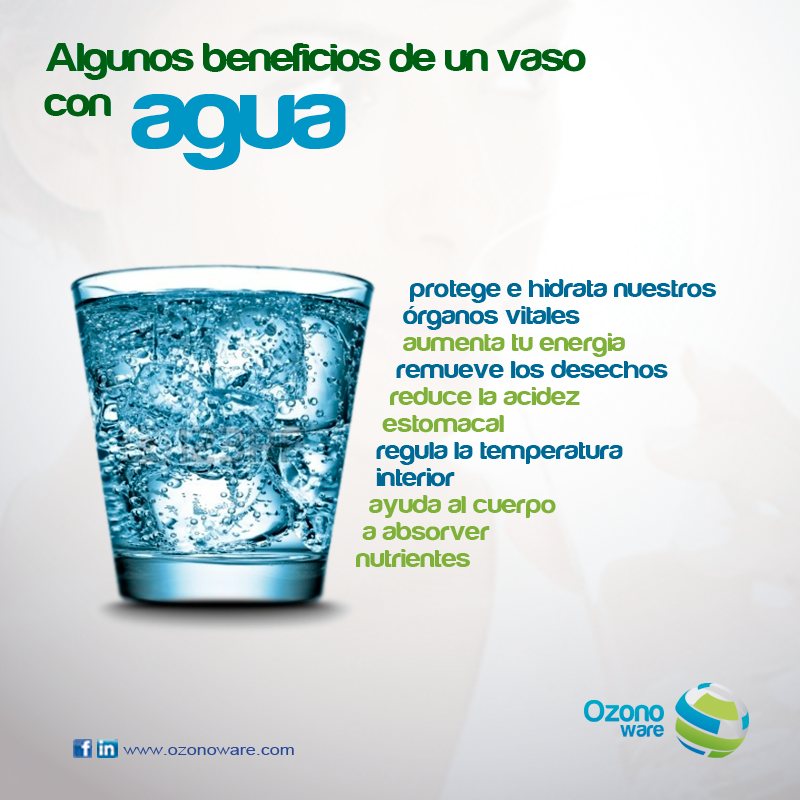 Algunos beneficios de un vaso
con agua
protege e hidrata nuestros
órganos vitales
aumenta tu energia
remueve los desechos
reduce la acidez
estomacal
regula la temperatura
interior
ayuda al cuerpo
a absorver
nutrientes
Ozono
ware
f in www.ozonoware.com